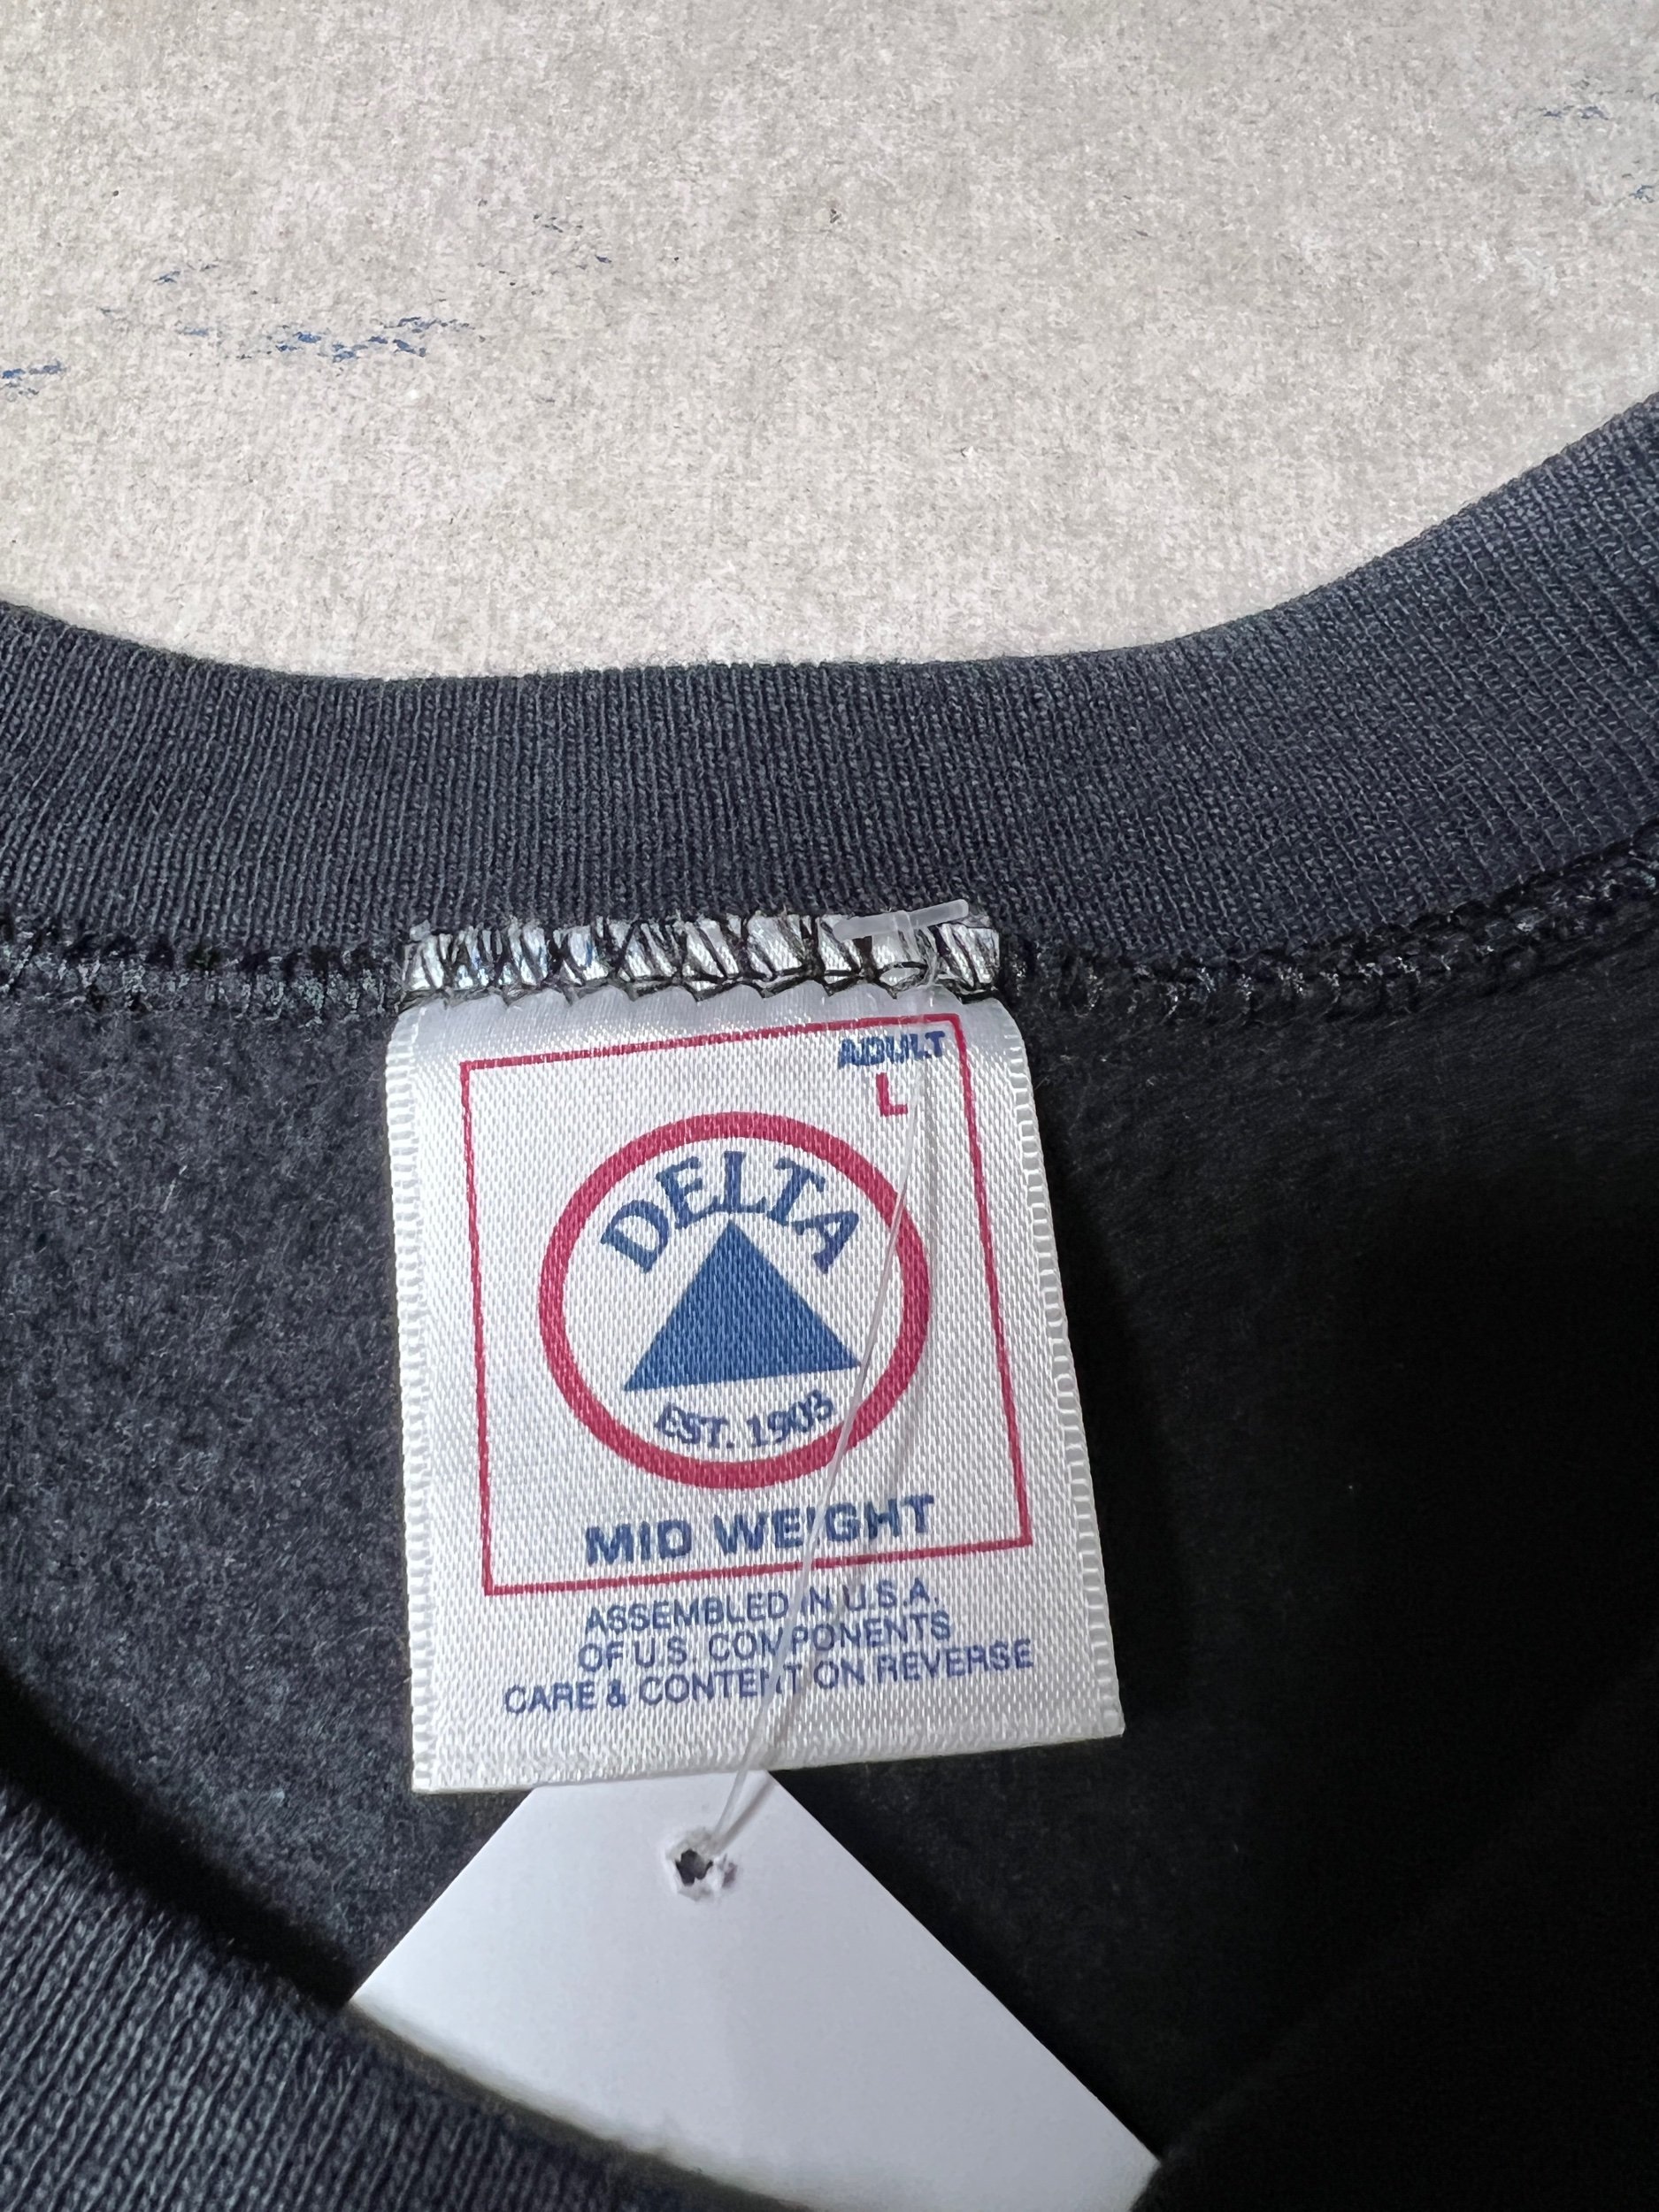 ADULT
L
DELTA
EST. 1903
MID WEIGHT
ASSEMBLED IN U.S.A.
OF U.S. COMPONENTS
CARE & CONTENT ON REVERSE